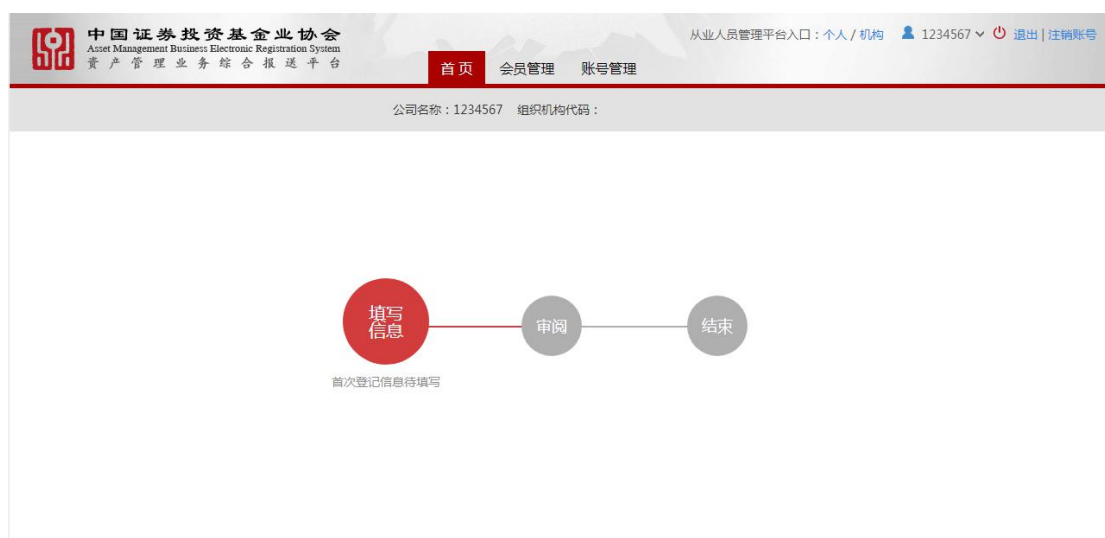 中国证券投资基金业协会
Asset Management Business Electronic Registration System
资产管理业务综合报送平台
从业人员管理平台入口：个人 / 机构 1234567 退出 | 注销账号
首页 会员管理 账号管理
公司名称：1234567 组织机构代码：
填写
信息
审阅
结束
首次登记信息待填写